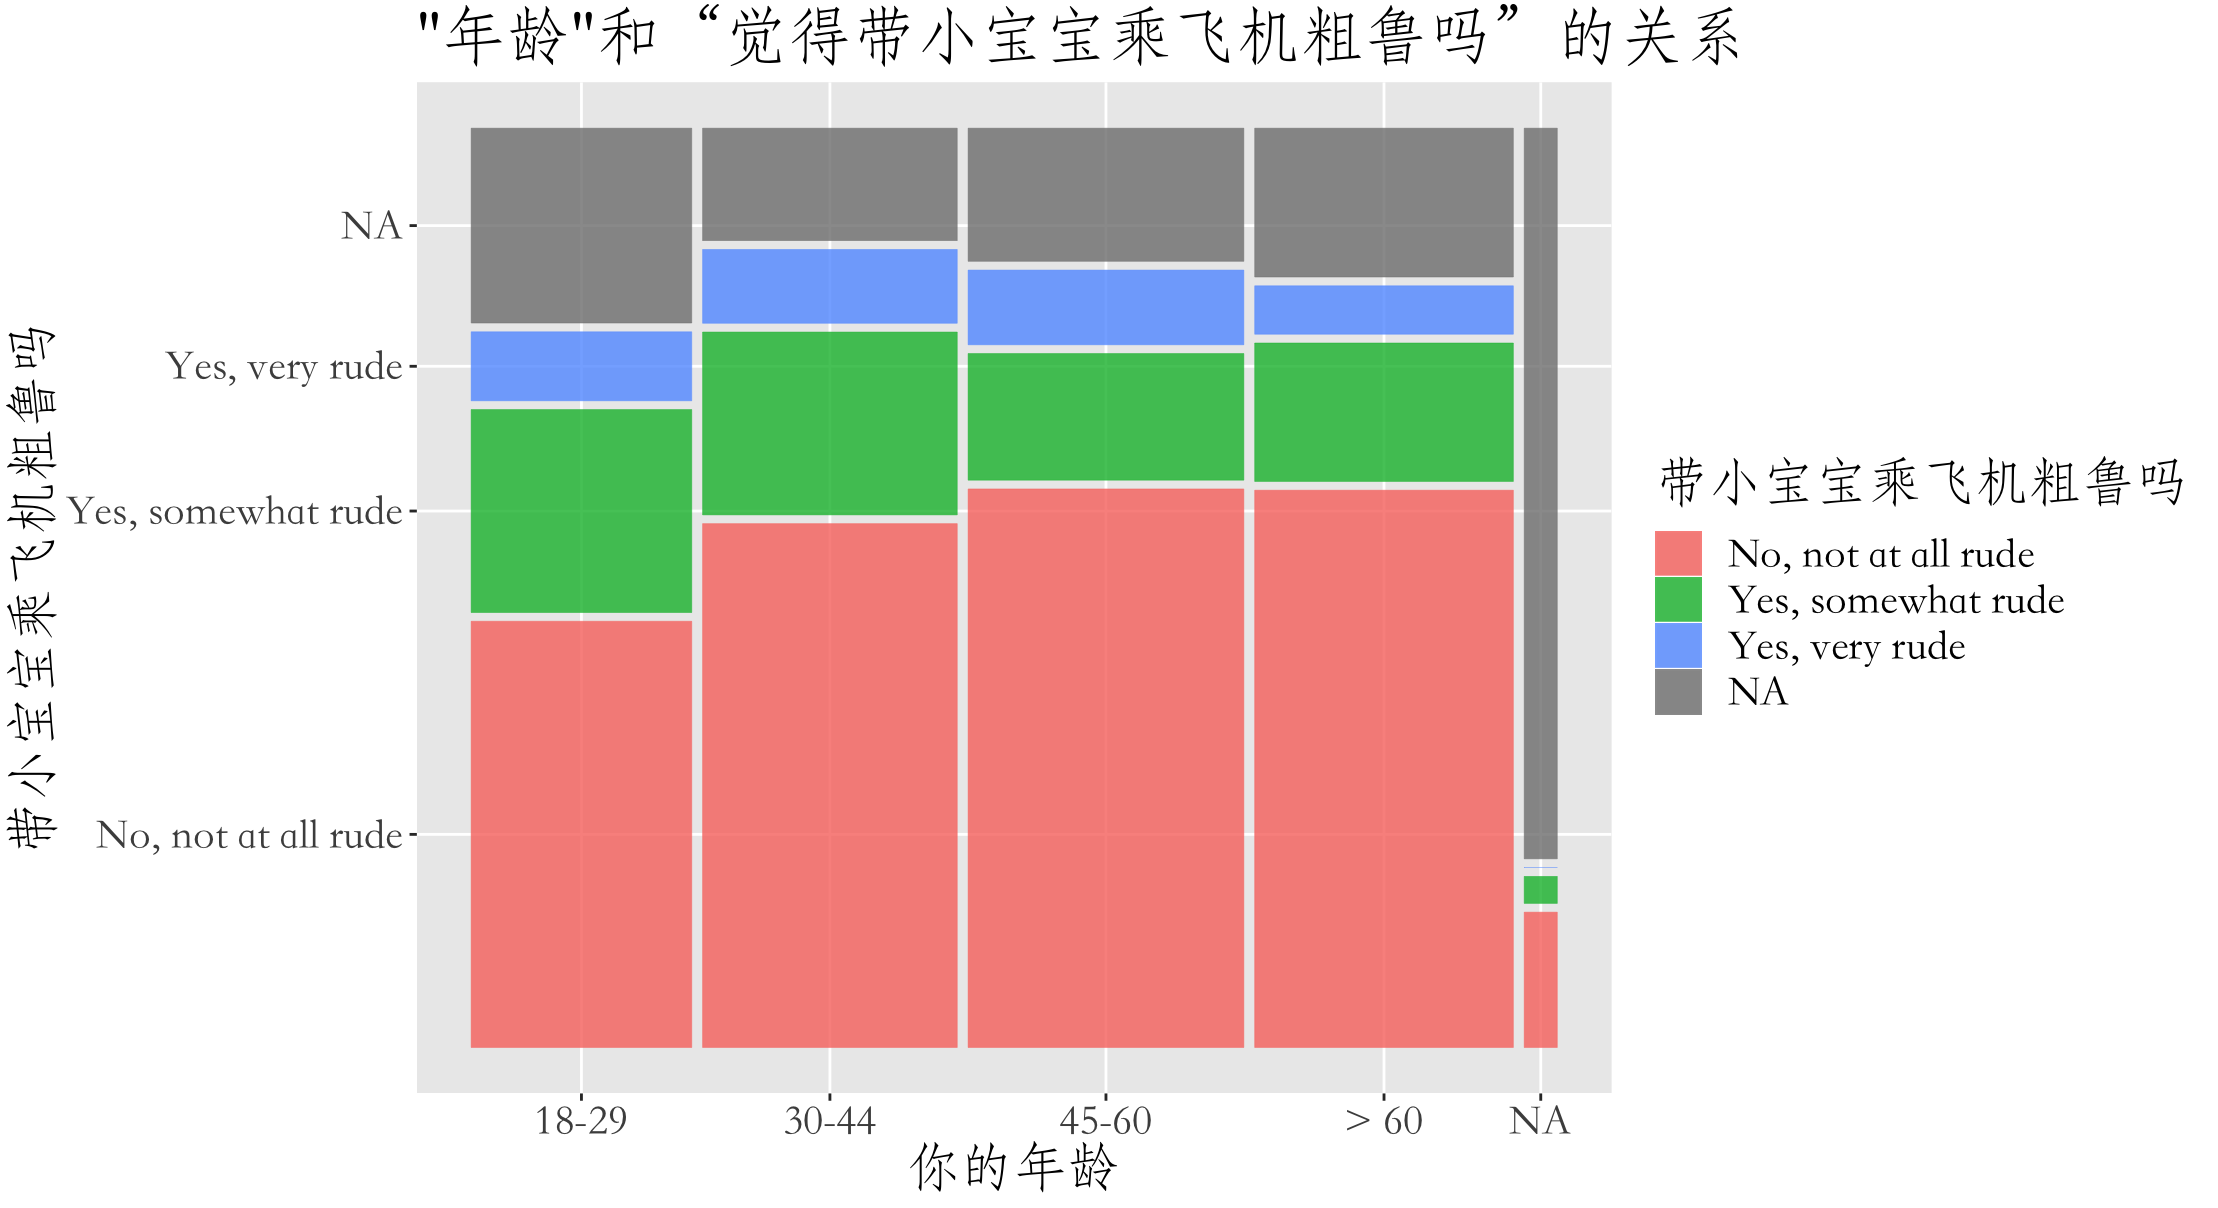 "年龄"和“觉得带小宝宝乘飞机粗鲁吗”的关系
带小宝宝乘飞机粗鲁吗
NA
Yes, very rude
Yes, somewhat rude
No, not at all rude
18-29
30-44
45-60
> 60
NA
你的年龄
带小宝宝乘飞机粗鲁吗
No, not at all rude
Yes, somewhat rude
Yes, very rude
NA